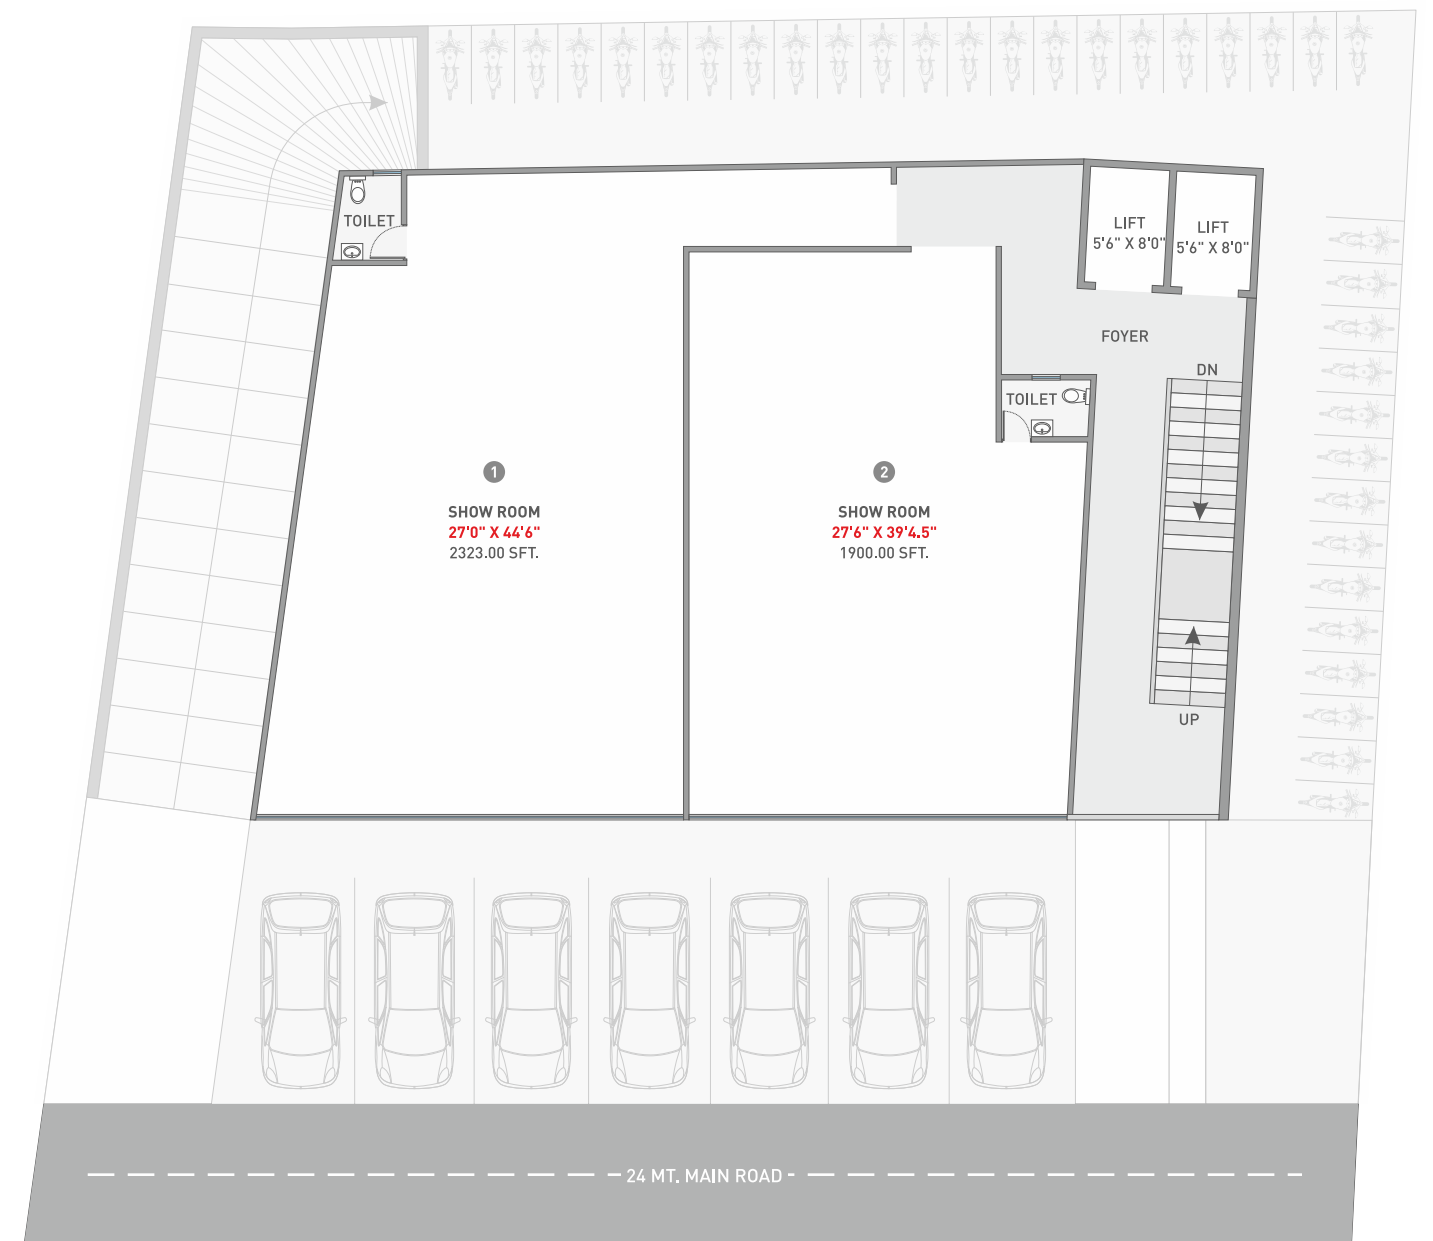 TOILET
LIFT
5'6" X 8'0"
LIFT
5'6" X 8'0"
FOYER
DN
TOILET
1
SHOW ROOM
27'0" X 44'6"
2323.00 SFT.
2
SHOW ROOM
27'6" X 39'4.5"
1900.00 SFT.
UP
24 MT. MAIN ROAD